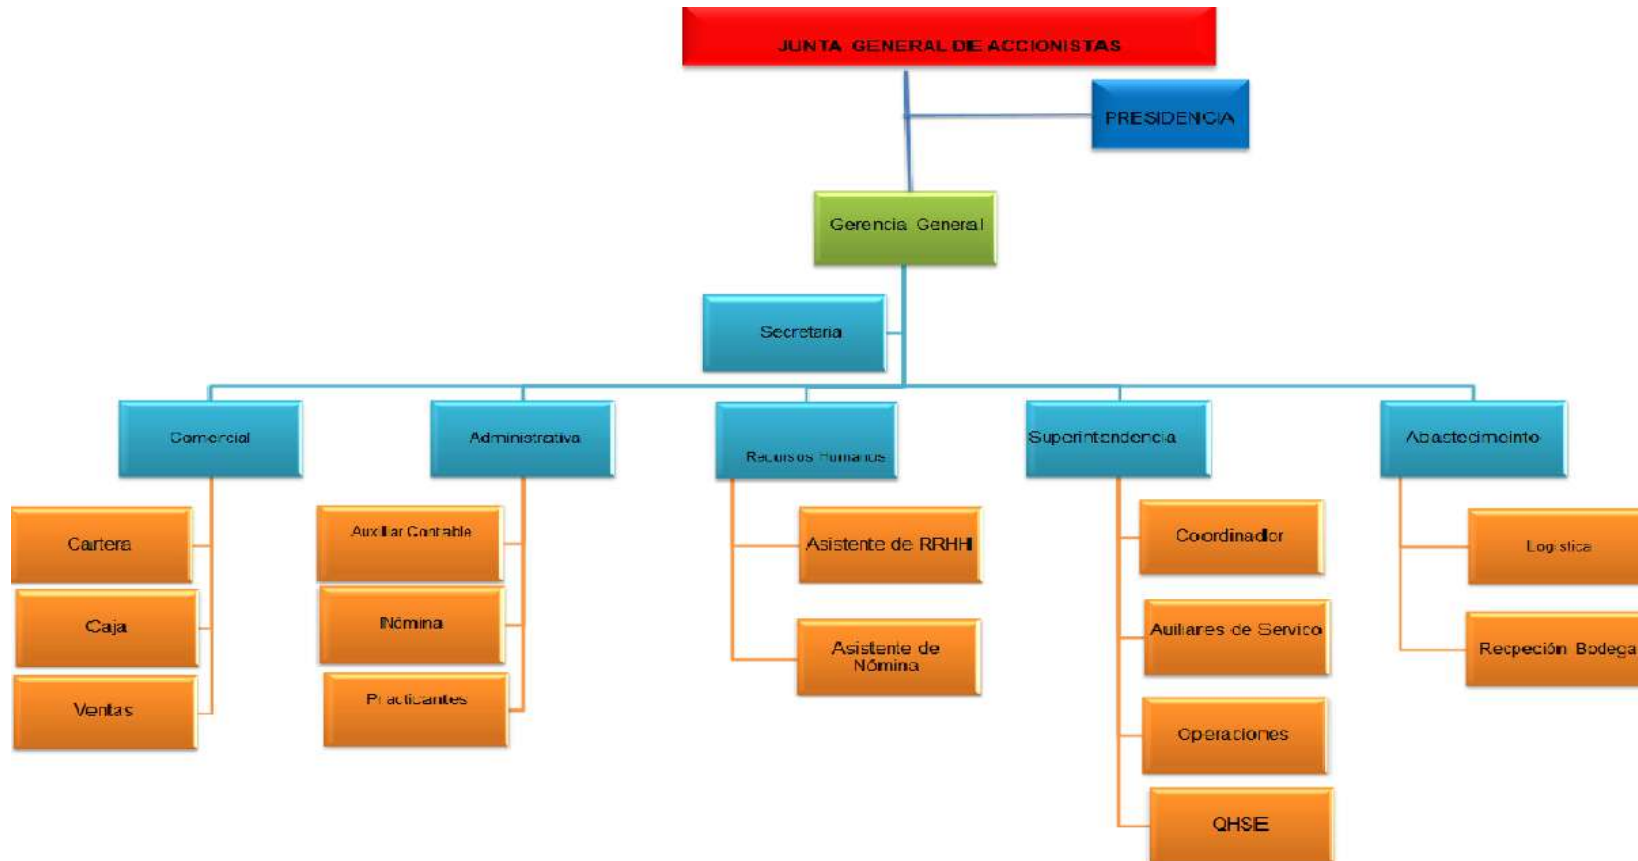 JUNTA GENERAL DE ACCIONISTAS
PRESIDENCIA
Gerencia General
Secretaria
Comercial
Administrativa
Recursos Humanos
Superintendencia
Abastecimeinto
Cartera
Caja
Ventas
Auxiliar Contable
Nómina
Practicantes
Asistente de RRHH
Asistente de
Nómina
Coordinador
Auiliares de Servico
Operaciones
QHSE
Logistica
Recpeción Bodega